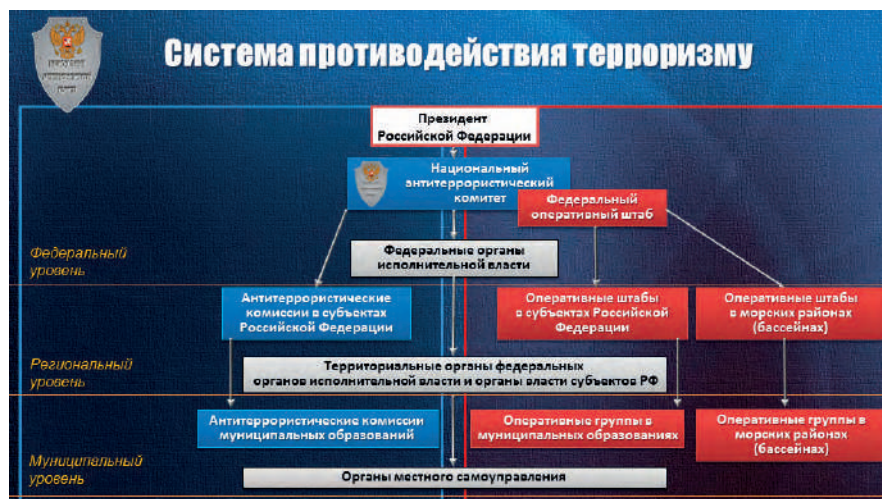 Система противодействия терроризму
Президент
Российской Федерации
Национальный
антитеррористический
комитет
Федеральный
оперативный штаб
Федеральный
уровень
Федеральные органы
исполнительной власти
Антитеррористические
комиссии в субъектах
Российской Федерации
Оперативные штабы
в субъектах Российской
Федерации
Оперативные штабы
в морских районах
(бассейнах)
Региональный
уровень
Территориальные органы федеральных
органов исполнительной власти и органы власти субъектов РФ
Антитеррористические комиссии
муниципальных образований
Оперативные группы в
муниципальных образованиях
Оперативные группы в
морских районах
(бассейнах)
Муниципальный
уровень
Органы местного самоуправления